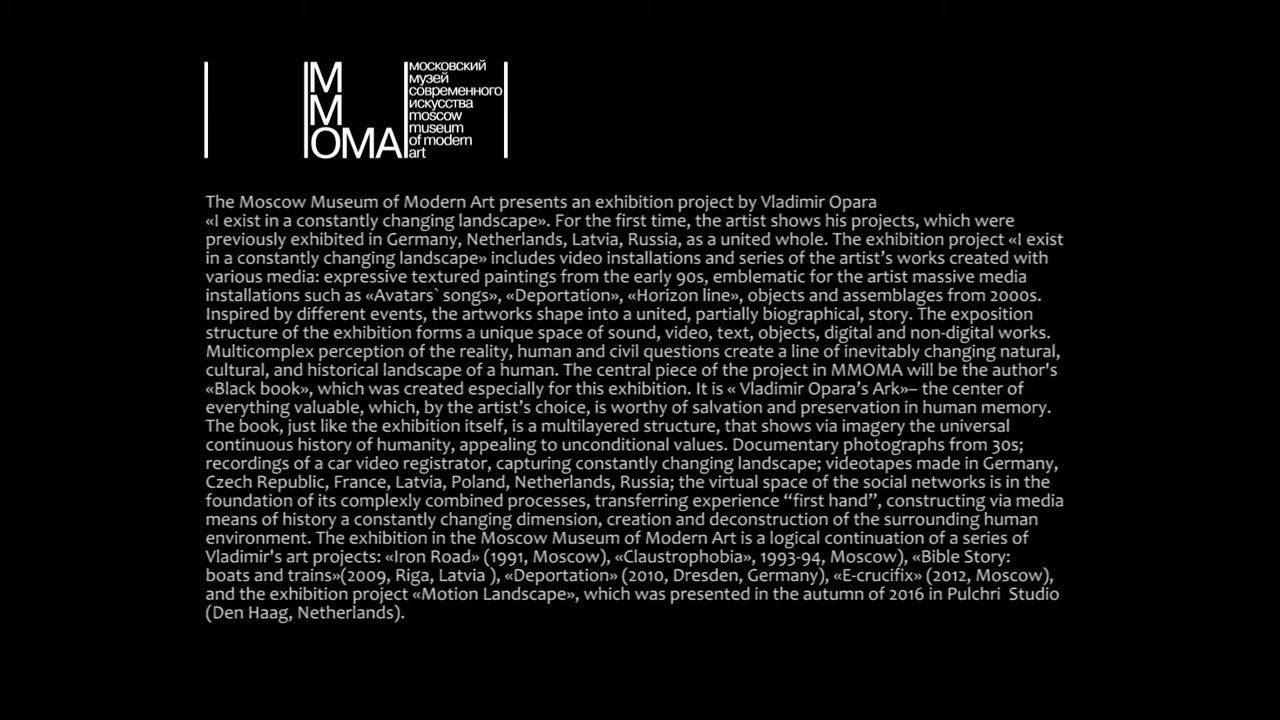 M
M
OMA
московский
музей
современного
искусства
moscow
museum
of modern
art
The Moscow Museum of Modern Art presents an exhibition project by Vladimir Opara
«I exist in a constantly changing landscape». For the first time, the artist shows his projects, which were
previously exhibited in Germany, Netherlands, Latvia, Russia, as a united whole. The exhibition project «I exist
in a constantly changing landscape» includes video installations and series of the artist's works created with
various media: expressive textured paintings from the early 90s, emblematic for the artist massive media
installations such as «Avatars` songs», «Deportation», «Horizon line», objects and assemblages from 2000s.
Inspired by different events, the artworks shape into a united, partially biographical, story. The exposition
structure of the exhibition forms a unique space of sound, video, text, objects, digital and non-digital works.
Multicomplex perception of the reality, human and civil questions create a line of inevitably changing natural,
cultural, and historical landscape of a human. The central piece of the project in MMOMA will be the author's
«Black book», which was created especially for this exhibition. It is « Vladimir Opara’s Ark»– the center of
everything valuable, which, by the artist’s choice, is worthy of salvation and preservation in human memory.
The book, just like the exhibition itself, is a multilayered structure, that shows via imagery the universal
continuous history of humanity, appealing to unconditional values. Documentary photographs from 30s;
recordings of a car video registrator, capturing constantly changing landscape; videotapes made in Germany,
Czech Republic, France, Latvia, Poland, Netherlands, Russia; the virtual space of the social networks is in the
foundation of its complexly combined processes, transferring experience “first hand”, constructing via media
means of history a constantly changing dimension, creation and deconstruction of the surrounding human
environment. The exhibition in the Moscow Museum of Modern Art is a logical continuation of a series of
Vladimir's art projects: «Iron Road» (1991, Moscow), «Claustrophobia», 1993-94, Moscow), «Bible Story:
boats and trains»(2009, Riga, Latvia ), «Deportation» (2010, Dresden, Germany), «E-crucifix» (2012, Moscow),
and the exhibition project «Motion Landscape», which was presented in the autumn of 2016 in Pulchri  Studio
(Den Haag, Netherlands).